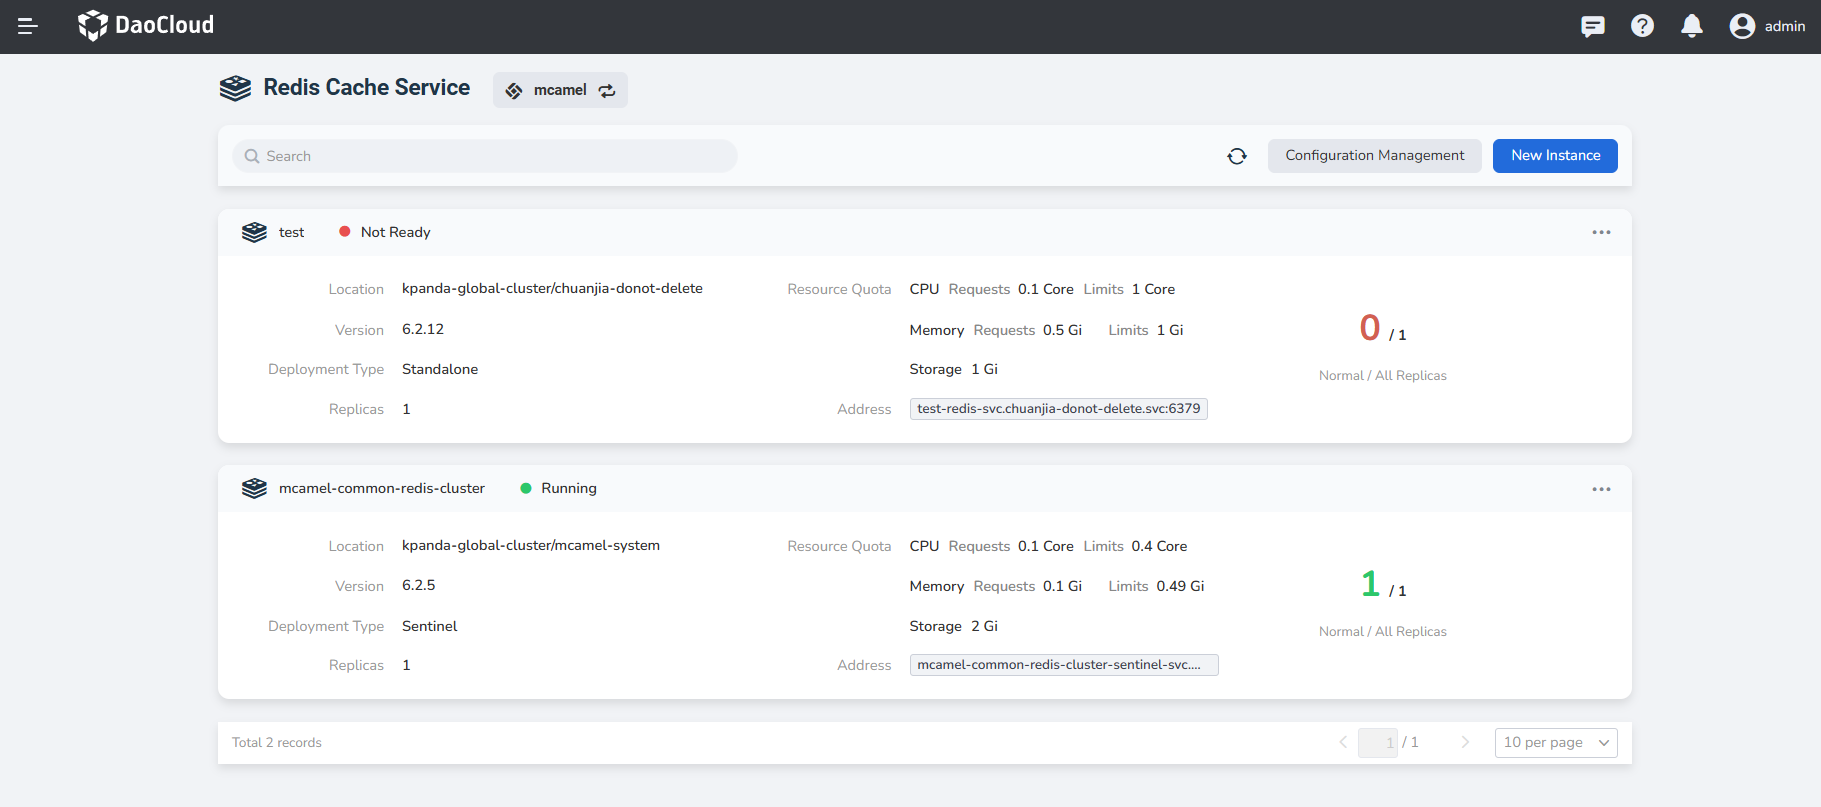 DaoCloud
admin
Redis Cache Service
mcamel
Search
Configuration Management
New Instance
test
Not Ready
Location kpanda-global-cluster/chuanjia-donot-delete
Resource Quota CPU Requests 0.1 Core Limits 1 Core
Version 6.2.12
Memory Requests 0.5 Gi Limits 1 Gi
0 / 1
Deployment Type Standalone
Storage 1 Gi
Normal / All Replicas
Replicas 1
Address test-redis-svc.chuanjia-donot-delete.svc:6379
mcamel-common-redis-cluster
Running
Location kpanda-global-cluster/mcamel-system
Resource Quota CPU Requests 0.1 Core Limits 0.4 Core
Version 6.2.5
Memory Requests 0.1 Gi Limits 0.49 Gi
1 / 1
Deployment Type Sentinel
Storage 2 Gi
Normal / All Replicas
Replicas 1
Address mcamel-common-redis-cluster-sentinel-svc....
Total 2 records
1 / 1
10 per page